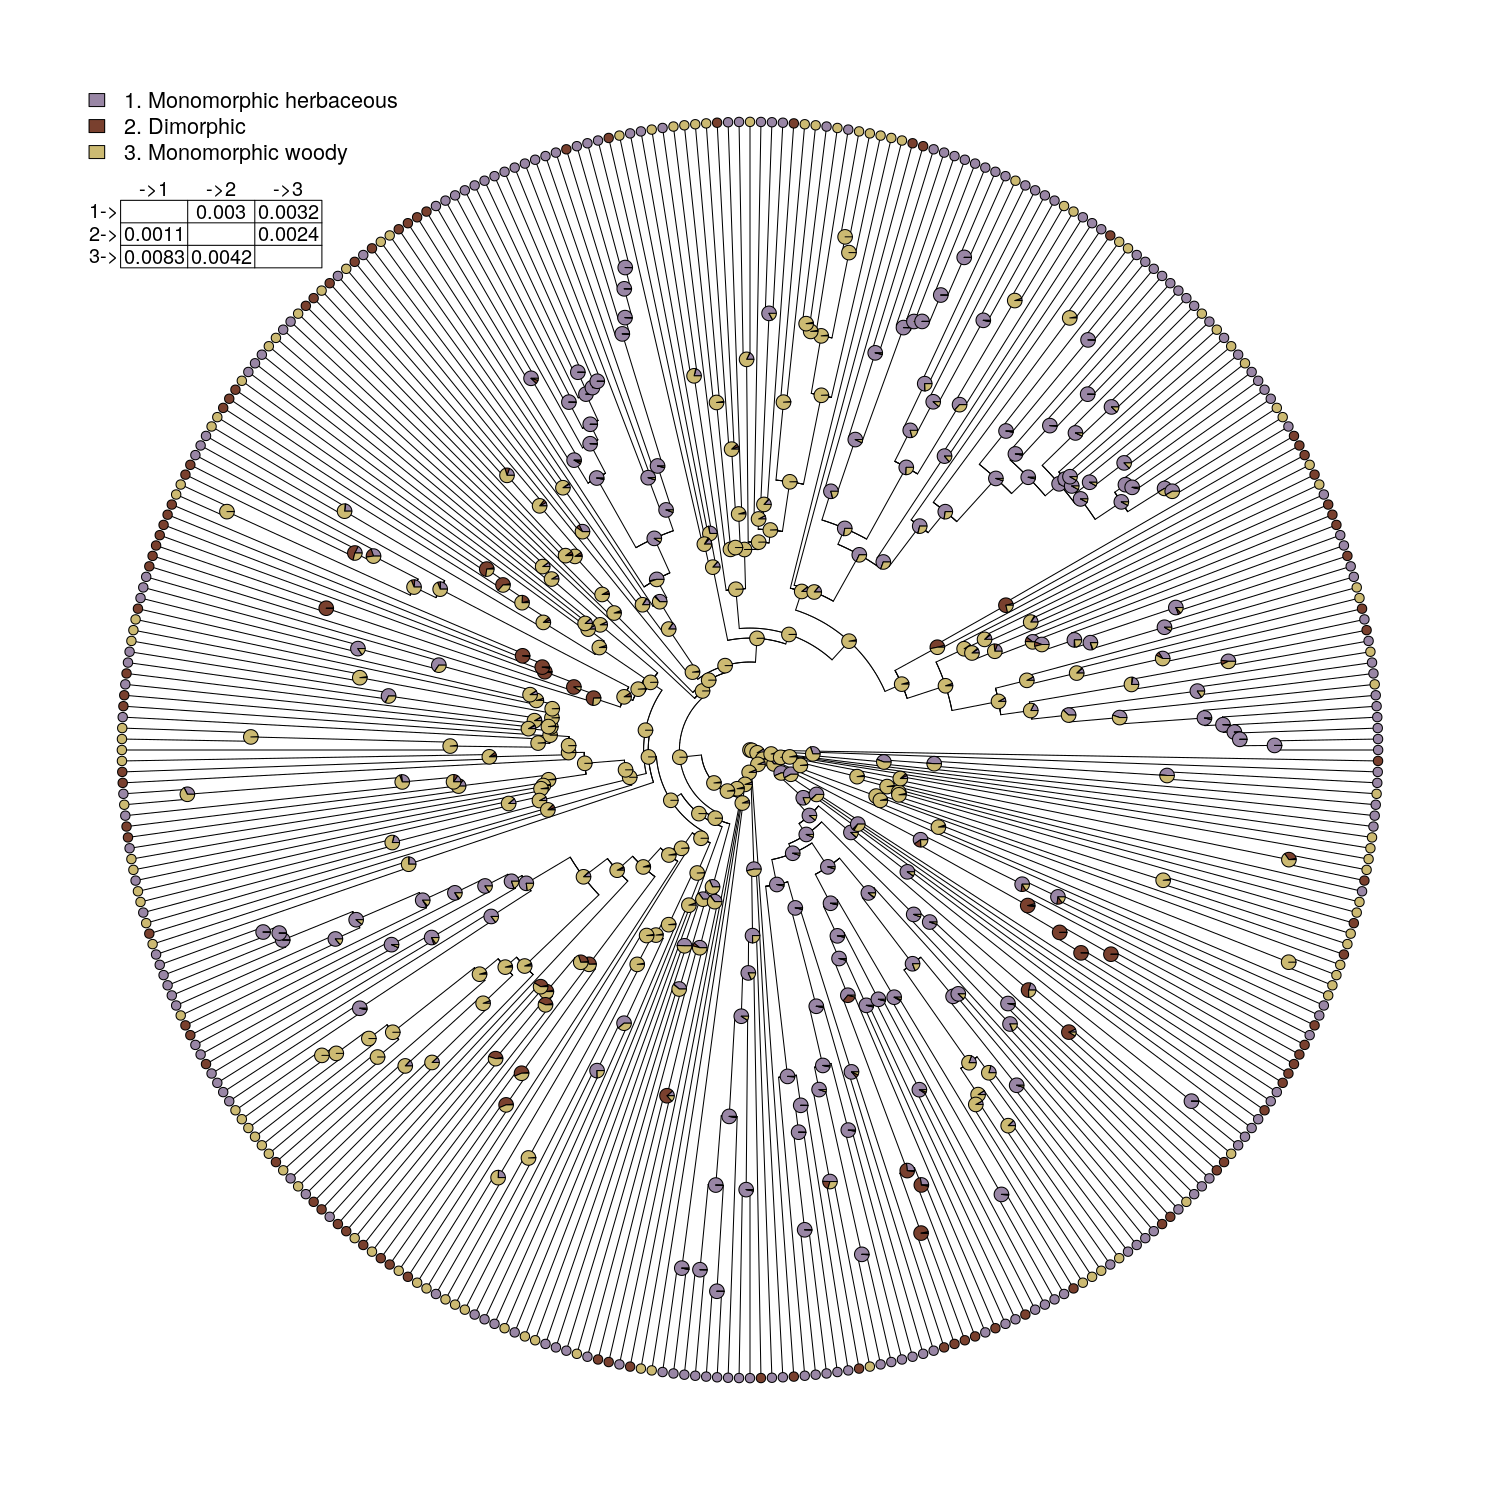 1. Monomorphic herbaceous
2. Dimorphic
3. Monomorphic woody
->1 ->2 ->3
1-> 0.003 0.0032
2-> 0.0011 0.0024
3-> 0.0083 0.0042